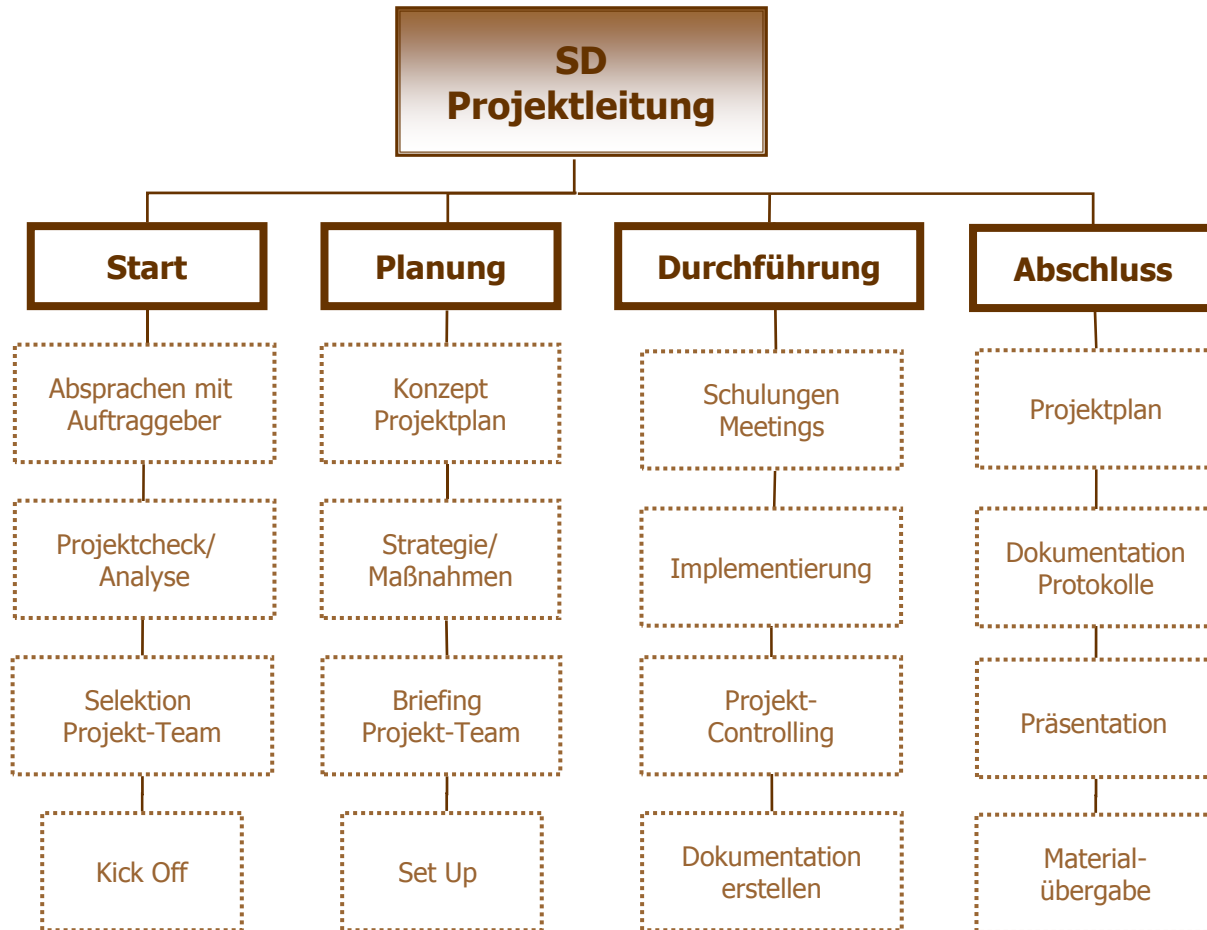 SD
Projektleitung
Start
Planung
Durchführung
Abschluss
Absprachen mit
Auftraggeber
Konzept
Projektplan
Schulungen
Meetings
Projektplan
Projektcheck/
Analyse
Strategie/
Maßnahmen
Implementierung
Dokumentation
Protokolle
Selektion
Projekt-Team
Briefing
Projekt-Team
Projekt-
Controlling
Präsentation
Kick Off
Set Up
Dokumentation
erstellen
Material-
übergabe